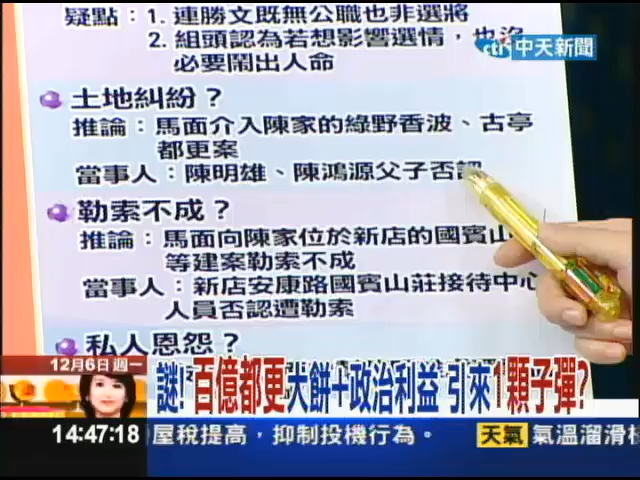 疑點：1. 連勝文既無公職也非選將
2. 組頭認為若想影響選情，也沒
必要鬧出人命
cti 中天新聞
土地糾紛？
推論：馬面介入陳家的綠野香波、古亭
都更案
當事人：陳明雄、陳鴻源父子否認
勒索不成？
推論：馬面向陳家位於新店的國賓山
等建案勒索不成
當事人：新店安康路國賓山莊接待中心
人員否認遭勒索
私人恩怨？
12月6日 週一
謎! 百億都更大餅+政治利益 引來1顆子彈?
14:47:18 屋稅提高，抑制投機行為。 天氣 氣溫溜滑